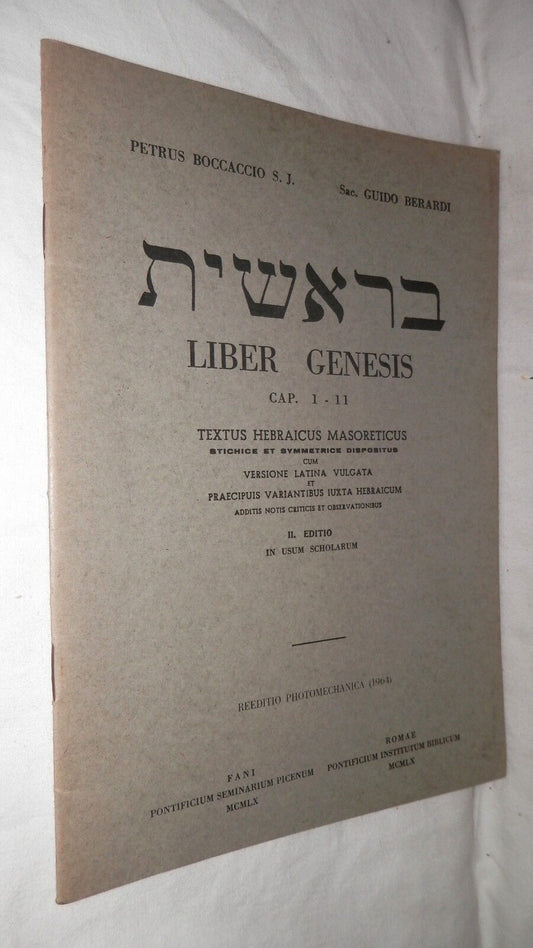 PETRUS BOCCACCIO S. J. Sac. GUIDO BERARDI
בראשית
LIBER GENESIS
CAP. 1 - 11
TEXTUS HEBRAICUS MASORETICUS
STICHICE ET SYMMETRICE DISPOSITUS
CUM
VERSIONE LATINA VULGATA
ET
PRAECIPUIS VARIANTIBUS IUXTA HEBRAICUM
ADDITIS NOTIS CRITICIS ET OBSERVATIONIBUS
II. EDITIO
IN USUM SCHOLARUM
REEDITIO PHOTOMECHANICA (1964)
FANI
PONTIFICIUM SEMINARIUM PICENUM
MCMLX
ROMAE
PONTIFICIUM INSTITUTUM BIBLICUM
MCMLX